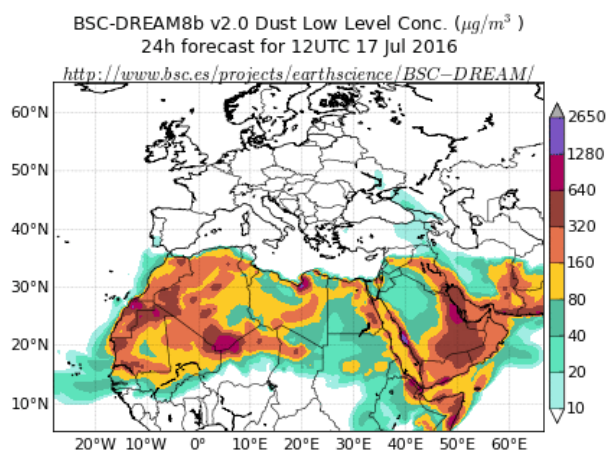 BSC-DREAM8b v2.0 Dust Low Level Conc. (μg/m³ )
24h forecast for 12UTC 17 Jul 2016
http://www.bsc.es/projects/earthscience/BSC−DREAM/
60°N
50°N
40°N
30°N
20°N
10°N
20°W
10°W
0°
10°E
20°E
30°E
40°E
50°E
60°E
2650
1280
640
320
160
80
40
20
10